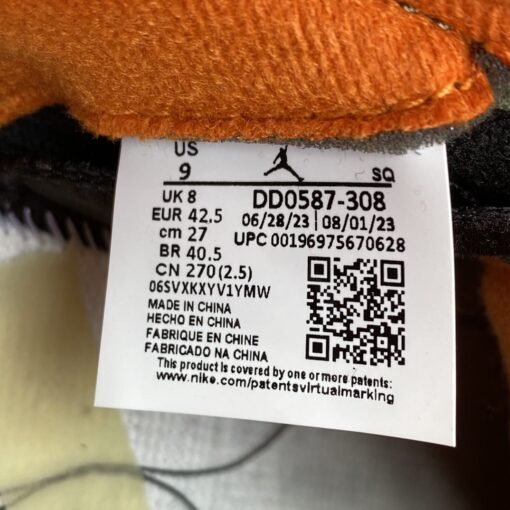 US
9 SQ
UK 8 DD0587-308
EUR 42.5 06/28/23 | 08/01/23
cm 27 UPC 00196975670628
BR 40.5
CN 270 (2.5)
06SVXKXYV1YMW
MADE IN CHINA
HECHO EN CHINA
FABRIQUE EN CHINE
FABRICADO NA CHINA
This product is covered by one or more patents:
www.nike.com/patentsvirtualmarking